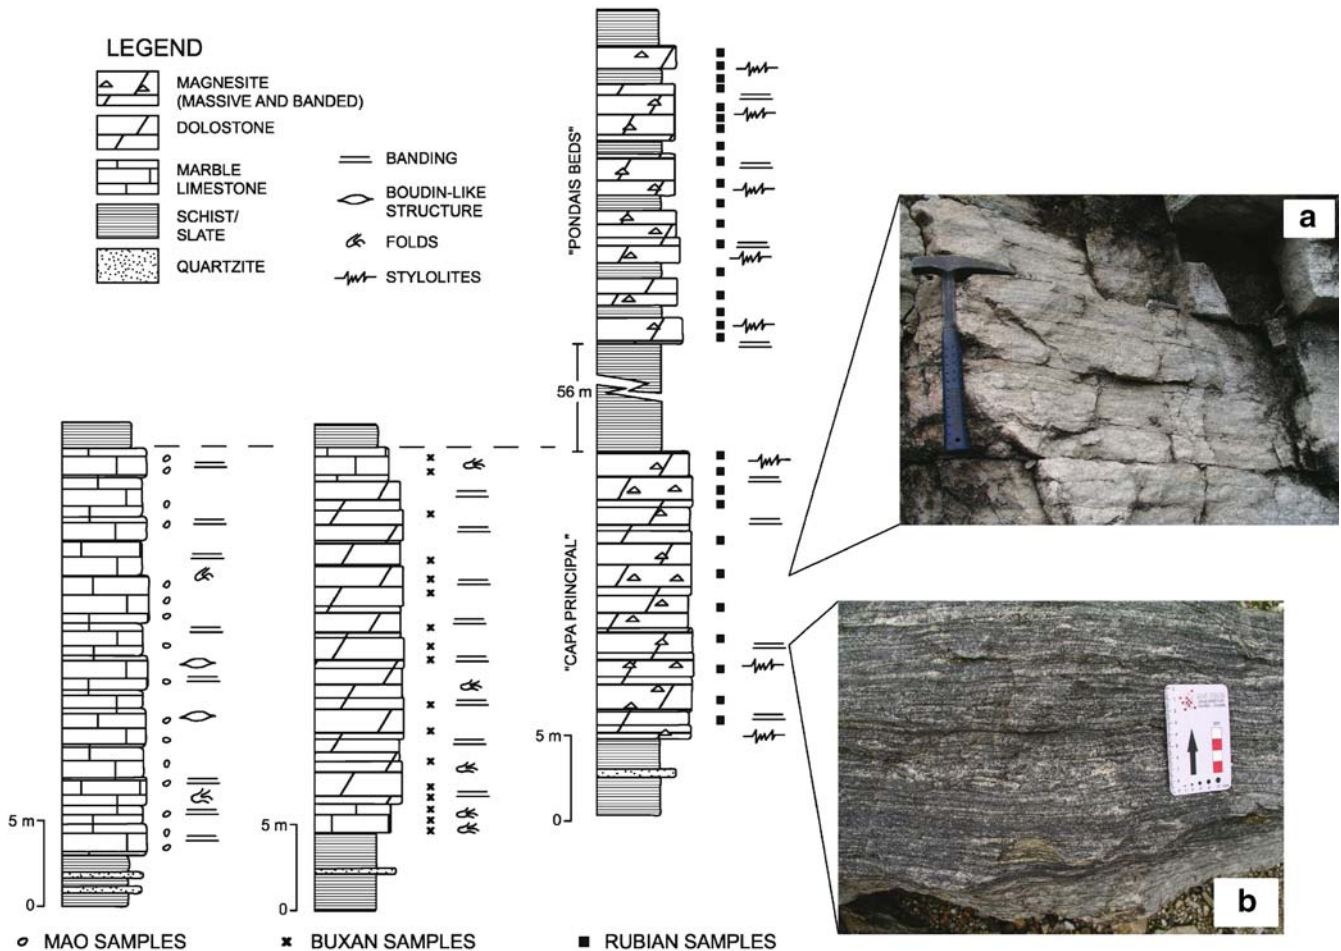 LEGEND
MAGNESITE
(MASSIVE AND BANDED)
DOLOSTONE
MARBLE
LIMESTONE
SCHIST/
SLATE
QUARTZITE
BANDING
BOUDIN-LIKE
STRUCTURE
FOLDS
STYLOLITES
"PONDAIS BEDS"
56 m
"CAPA PRINCIPAL"
5 m
0
5 m
0
5 m
0
a
b
MAO SAMPLES
BUXAN SAMPLES
RUBIAN SAMPLES